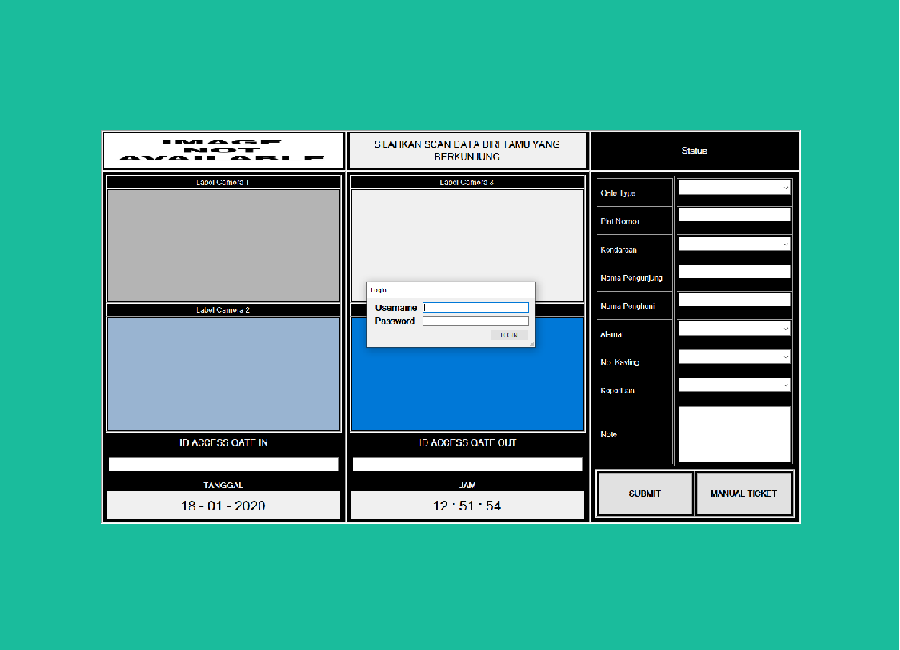 IMAGE
NOT
AVAILABLE
SILAHKAN SCAN DATA DIRI TAMU YANG
BERKUNJUNG
Status
Label Camera 1
Label Camera 3
Label Camera 2
ID ACCESS GATE IN
ID ACCESS GATE OUT
TANGGAL
18 - 01 - 2020
JAM
12 : 51 : 54
Login
Username
Password
LOGIN
Type
Plat Nomor
Kendaraan
Nama Pengunjung
Nama Penghuni
Alamat
No. Kavling
Keperluan
Note
SUBMIT
MANUAL TICKET